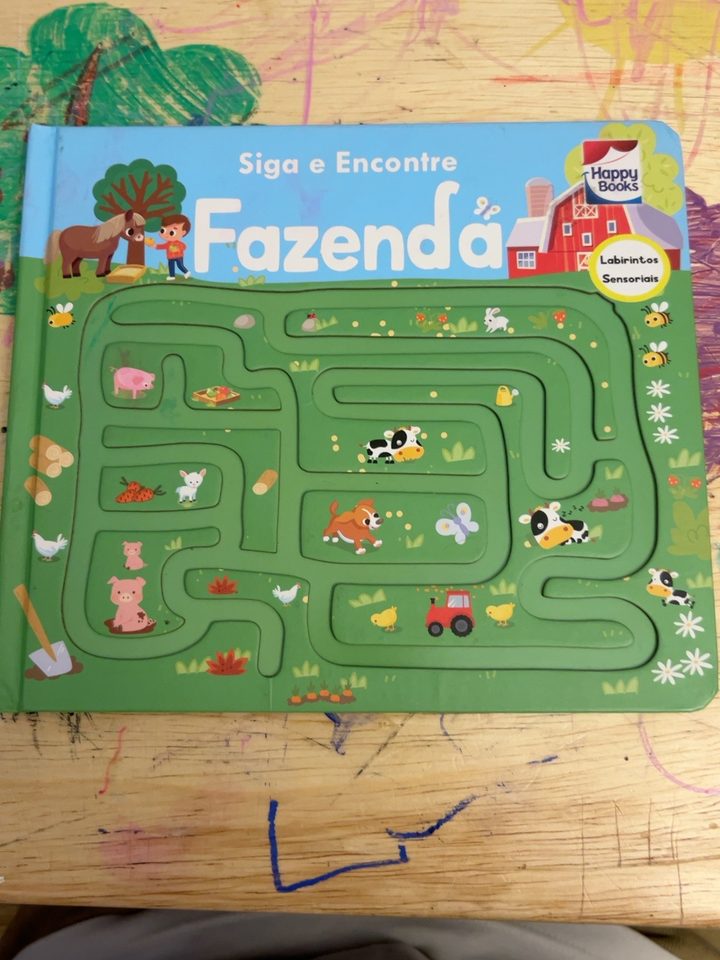 Siga e Encontre
Fazenda
Happy
Books
Labirintos
Sensoriais